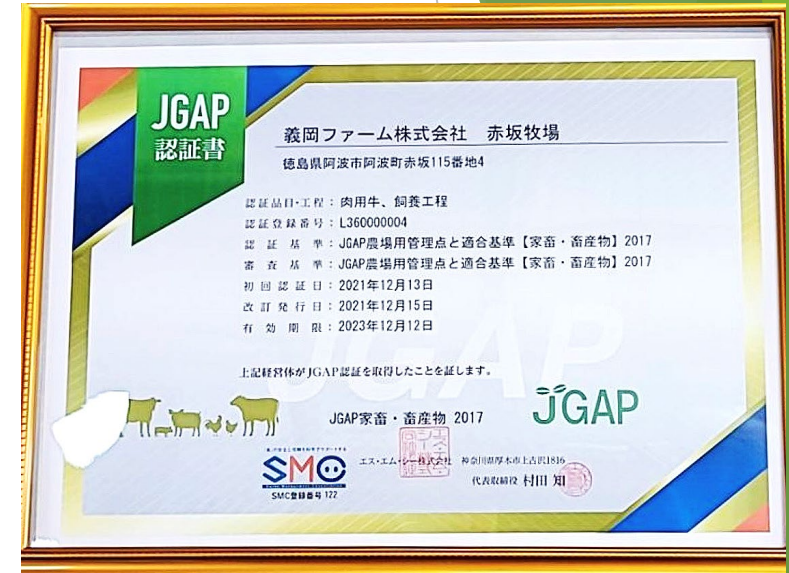 JGAP
認証書
義岡ファーム株式会社 赤坂牧場
徳島県阿波市阿波町赤坂115番地4
認証品目・工程：肉用牛、飼養工程
認証登録番号：L360000004
認証基準：JGAP農場用管理点と適合基準【家畜・畜産物】2017
審査基準：JGAP農場用管理点と適合基準【家畜・畜産物】2017
初回認証日：2021年12月13日
改訂発行日：2021年12月15日
有効期限：2023年12月12日
上記経営体がJGAP認証を取得したことを証します。
JGAP
JGAP家畜・畜産物 2017
JGAP
SMC
SMC登録番号 122
エス・エム・シー株式会社 神奈川県厚木市上古沢1816
代表取締役 村田 知